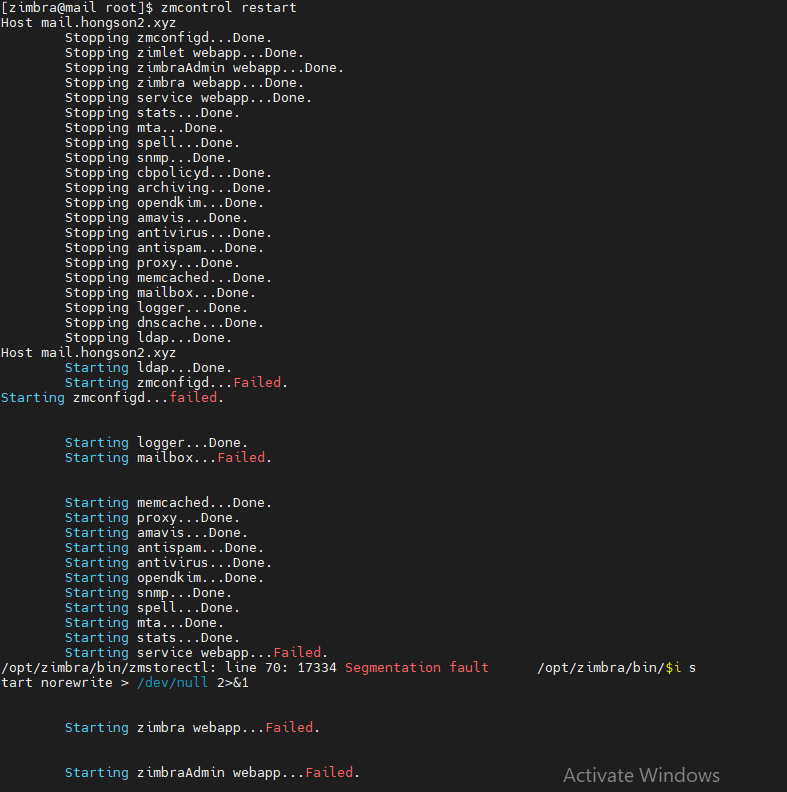 [zimbra@mail root]$ zmcontrol restart
Host mail.hongson2.xyz
Stopping zmconfigd...Done.
Stopping zimlet webapp...Done.
Stopping zimbraAdmin webapp...Done.
Stopping zimbra webapp...Done.
Stopping service webapp...Done.
Stopping stats...Done.
Stopping mta...Done.
Stopping spell...Done.
Stopping snmp...Done.
Stopping cbpolicyd...Done.
Stopping archiving...Done.
Stopping opendkim...Done.
Stopping amavis...Done.
Stopping antivirus...Done.
Stopping antispam...Done.
Stopping proxy...Done.
Stopping memcached...Done.
Stopping mailbox...Done.
Stopping logger...Done.
Stopping dnscache...Done.
Stopping ldap...Done.
Host mail.hongson2.xyz
Starting ldap...Done.
Starting zmconfigd...Failed.
Starting zmconfigd...failed.
Starting logger...Done.
Starting mailbox...Failed.
Starting memcached...Done.
Starting proxy...Done.
Starting amavis...Done.
Starting antispam...Done.
Starting antivirus...Done.
Starting opendkim...Done.
Starting snmp...Done.
Starting spell...Done.
Starting mta...Done.
Starting stats...Done.
Starting service webapp...Failed.
/opt/zimbra/bin/zmstorectl: line 70: 17334 Segmentation fault      /opt/zimbra/bin/$i s
tart norewrite > /dev/null 2>&1
Starting zimbra webapp...Failed.
Starting zimbraAdmin webapp...Failed.
Activate Windows